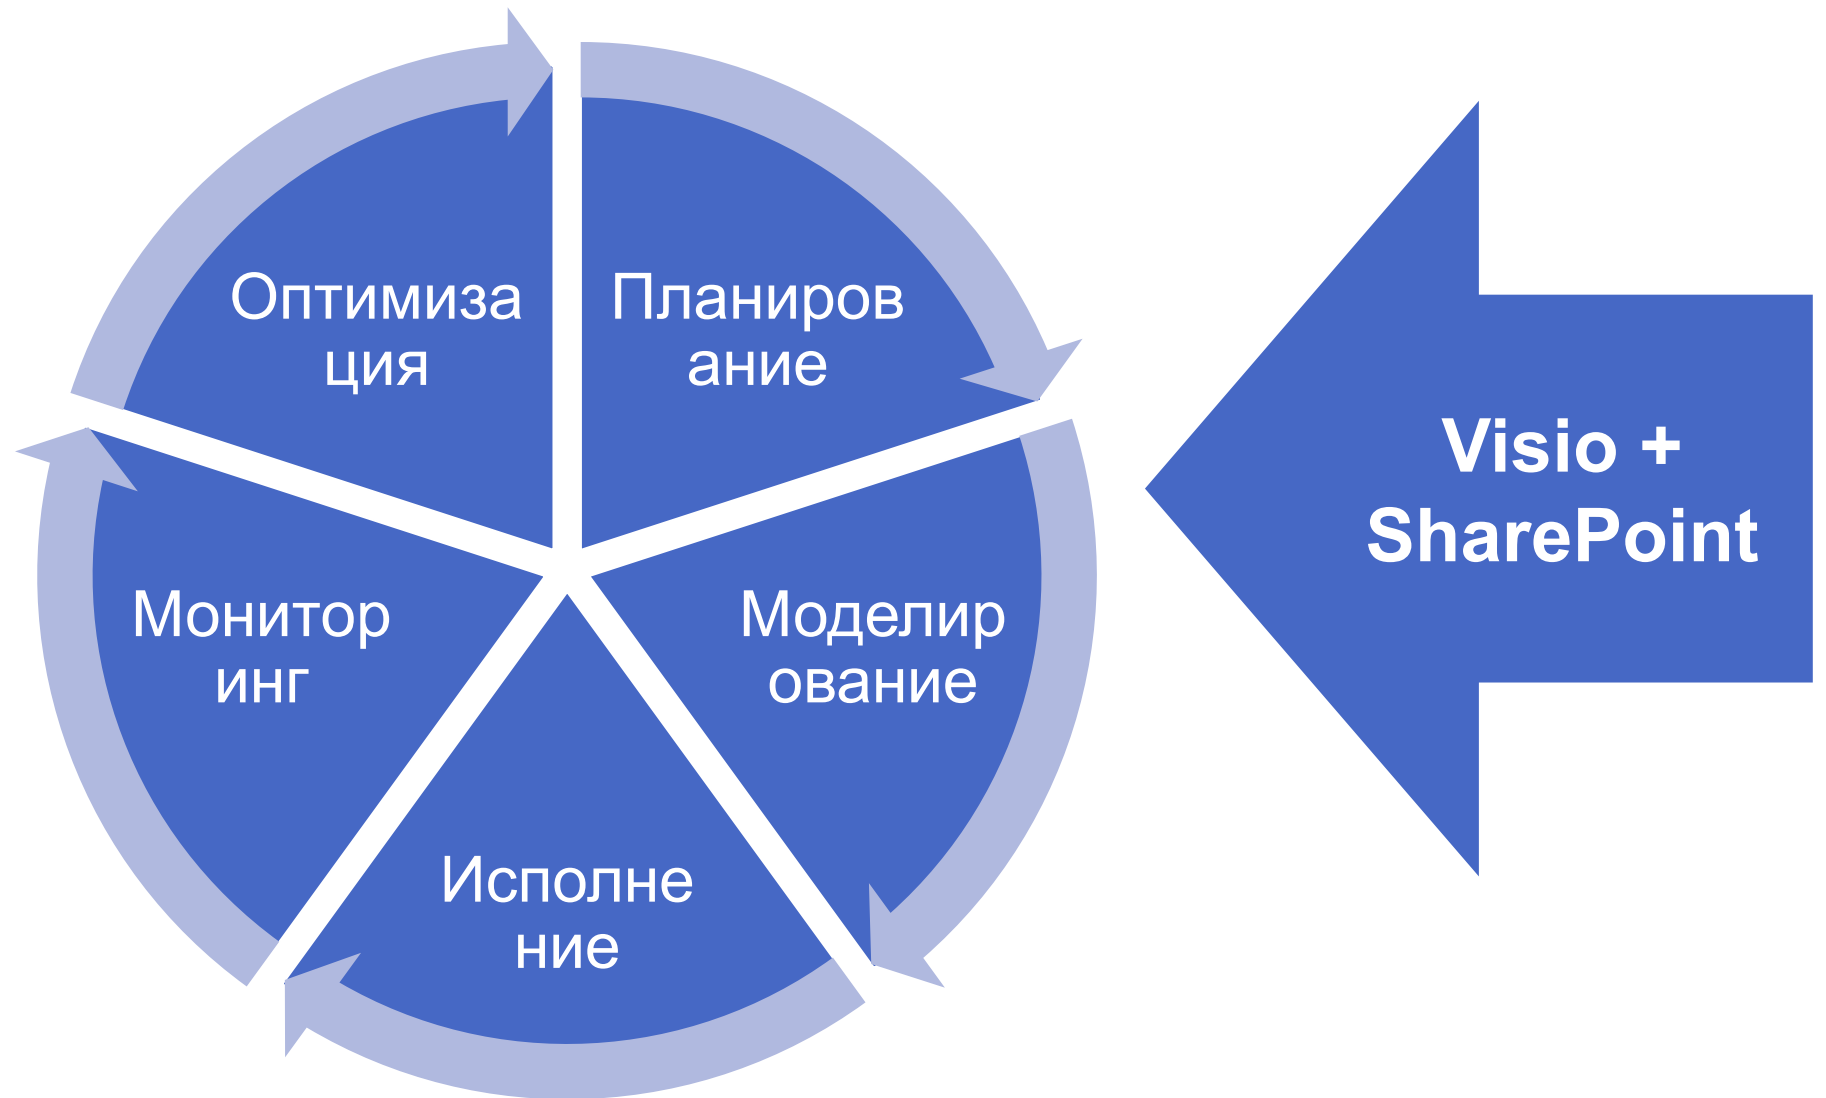 Оптимиза
ция
Планиров
ание
Монитор
инг
Моделир
ование
Исполне
ние
Visio +
SharePoint